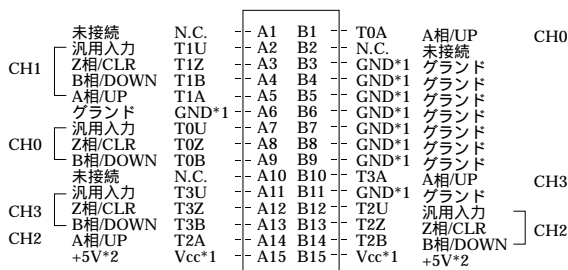 未接続 N.C. A1 B1 T0A A相/UP CH0
汎用入力 T1U A2 B2 N.C. 未接続
CH1 Z相/CLR T1Z A3 B3 GND*1 グランド
B相/DOWN T1B A4 B4 GND*1 グランド
A相/UP T1A A5 B5 GND*1 グランド
グランド GND*1 A6 B6 GND*1 グランド
汎用入力 T0U A7 B7 GND*1 グランド
CH0 Z相/CLR T0Z A8 B8 GND*1 グランド
B相/DOWN T0B A9 B9 GND*1 グランド
未接続 N.C. A10 B10 T3A A相/UP CH3
汎用入力 T3U A11 B11 GND*1 グランド
CH3 Z相/CLR T3Z A12 B12 T2U 汎用入力
B相/DOWN T3B A13 B13 T2Z Z相/CLR CH2
CH2 A相/UP T2A A14 B14 T2B B相/DOWN
+5V*2 Vcc*1 A15 B15 Vcc*1 +5V*2